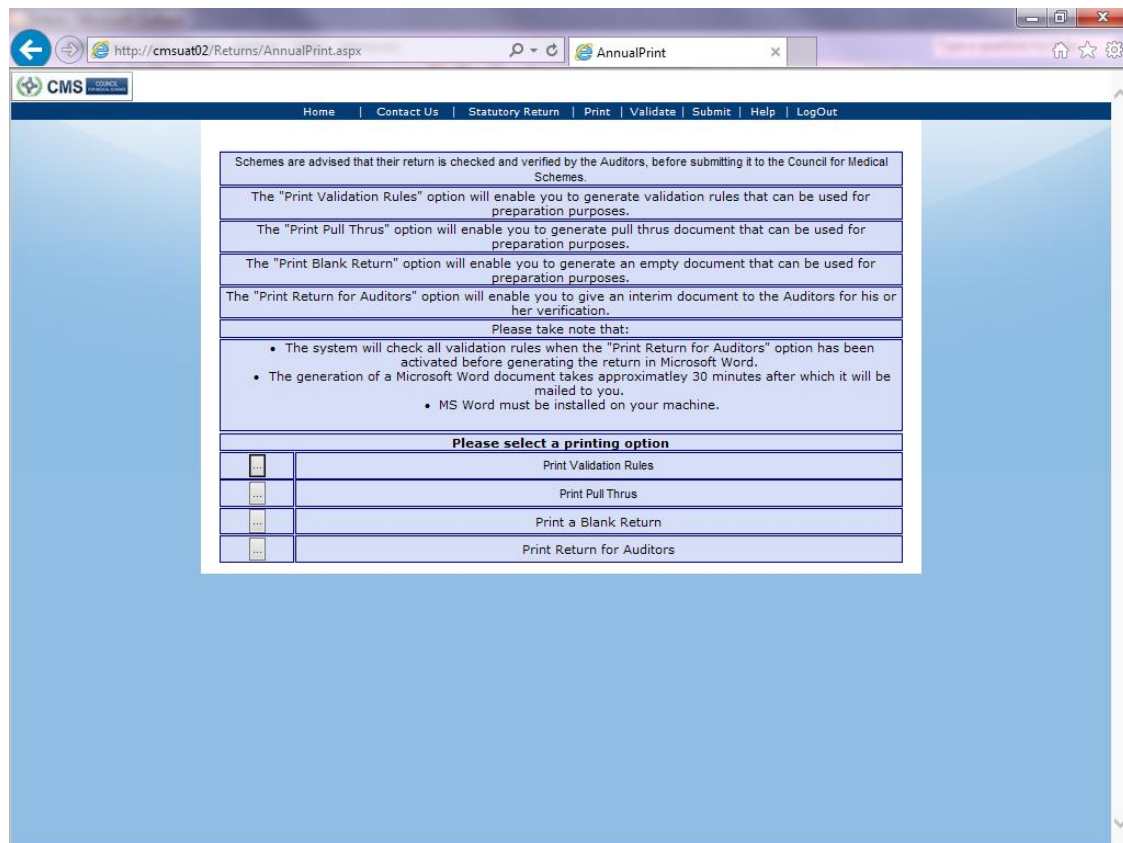 http://cmsuat02/Returns/AnnualPrint.aspx
AnnualPrint
CMS COUNCIL
Home | Contact Us | Statutory Return | Print | Validate | Submit | Help | LogOut
Schemes are advised that their return is checked and verified by the Auditors, before submitting it to the Council for Medical
Schemes.
The "Print Validation Rules" option will enable you to generate validation rules that can be used for
preparation purposes.
The "Print Pull Thrus" option will enable you to generate pull thrus document that can be used for
preparation purposes.
The "Print Blank Return" option will enable you to generate an empty document that can be used for
preparation purposes.
The "Print Return for Auditors" option will enable you to give an interim document to the Auditors for his or
her verification.
Please take note that:
• The system will check all validation rules when the "Print Return for Auditors" option has been
activated before generating the return in Microsoft Word.
• The generation of a Microsoft Word document takes approximatley 30 minutes after which it will be
mailed to you.
• MS Word must be installed on your machine.
Please select a printing option
... Print Validation Rules
... Print Pull Thrus
... Print a Blank Return
... Print Return for Auditors